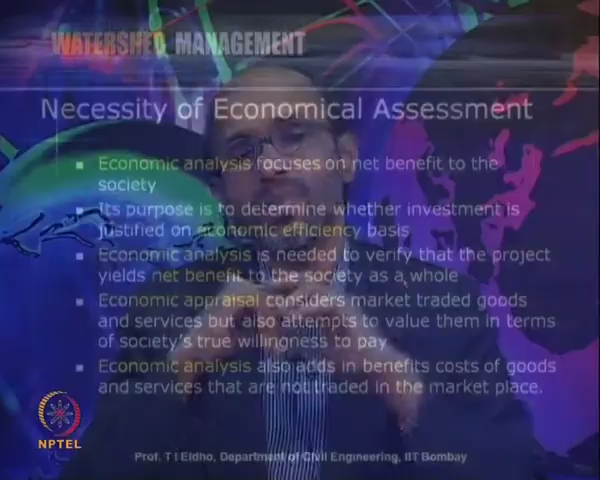 WATERSHED MANAGEMENT
Necessity of Economical Assessment
Economic analysis focuses on net benefit to the
society
Its purpose is to determine whether investment is
justified on economic efficiency basis
Economic analysis is needed to verify that the project
yields net benefit to the society as a whole
Economic appraisal considers market traded goods
and services but also attempts to value them in terms
of society's true willingness to pay
Economic analysis also adds in benefits costs of goods
and services that are not traded in the market place.
NPTEL
Prof. T I Eldho, Department of Civil Engineering, IIT Bombay